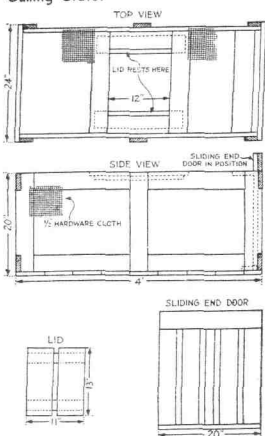 Culling Crate.
TOP VIEW
24"
LID RESTS HERE
12"
SIDE VIEW
SLIDING END
DOOR IN POSITION
20"
½ HARDWARE CLOTH
4"
SLIDING END DOOR
LID
13"
11"
20"